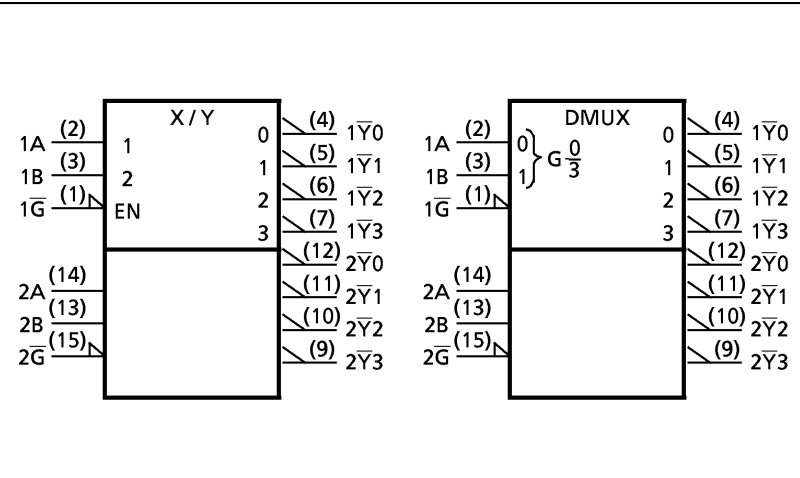 X / Y
1A (2) 1
1B (3) 2
1G̅ (1) EN
0 (4) 1Y̅0
1 (5) 1Y̅1
2 (6) 1Y̅2
3 (7) 1Y̅3
2A (14)
2B (13)
2G̅ (15)
(12) 2Y̅0
(11) 2Y̅1
(10) 2Y̅2
(9) 2Y̅3
DMUX
1A (2) 0
1B (3) 1
} G 0/3
1G̅ (1)
0 (4) 1Y̅0
1 (5) 1Y̅1
2 (6) 1Y̅2
3 (7) 1Y̅3
2A (14)
2B (13)
2G̅ (15)
(12) 2Y̅0
(11) 2Y̅1
(10) 2Y̅2
(9) 2Y̅3